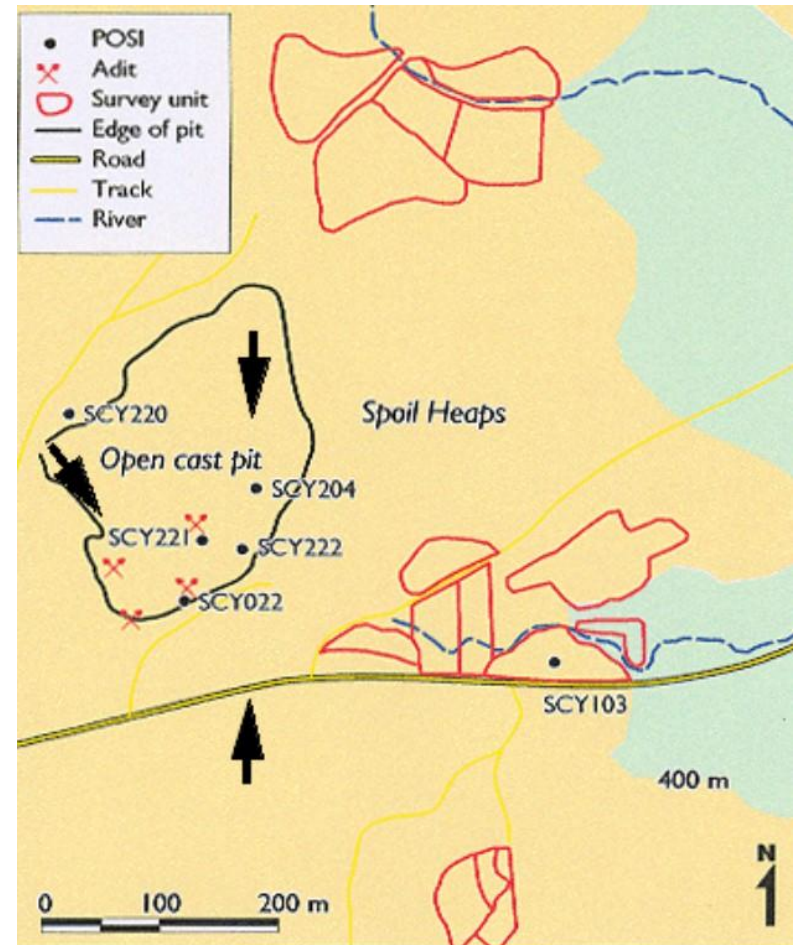 POSI
Adit
Survey unit
Edge of pit
Road
Track
River
SCY220
Spoil Heaps
Open cast pit
SCY204
SCY221
SCY222
SCY022
SCY103
400 m
N
0 100 200 m